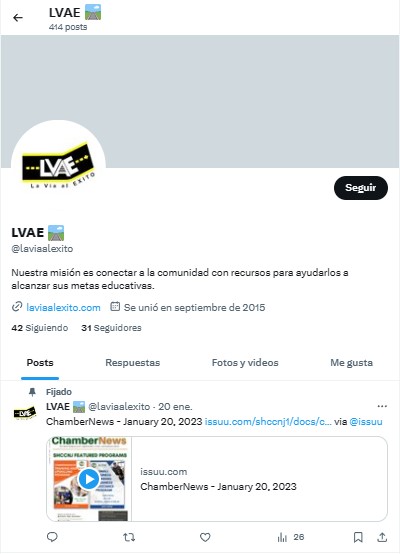 LVAE
414 posts
LVAE
La Vía al EXITO
Seguir
LVAE
@laviaalexito
Nuestra misión es conectar a la comunidad con recursos para ayudarlos a
alcanzar sus metas educativas.
laviaalexito.com Se unió en septiembre de 2015
42 Siguiendo 31 Seguidores
Posts Respuestas Fotos y videos Me gusta
Fijado
LVAE @laviaalexito · 20 ene.
ChamberNews - January 20, 2023 issuu.com/shccnj1/docs/c... via @issuu
ChamberNews
SHCCNJ FEATURED PROGRAMS
issuu.com
ChamberNews - January 20, 2023
26